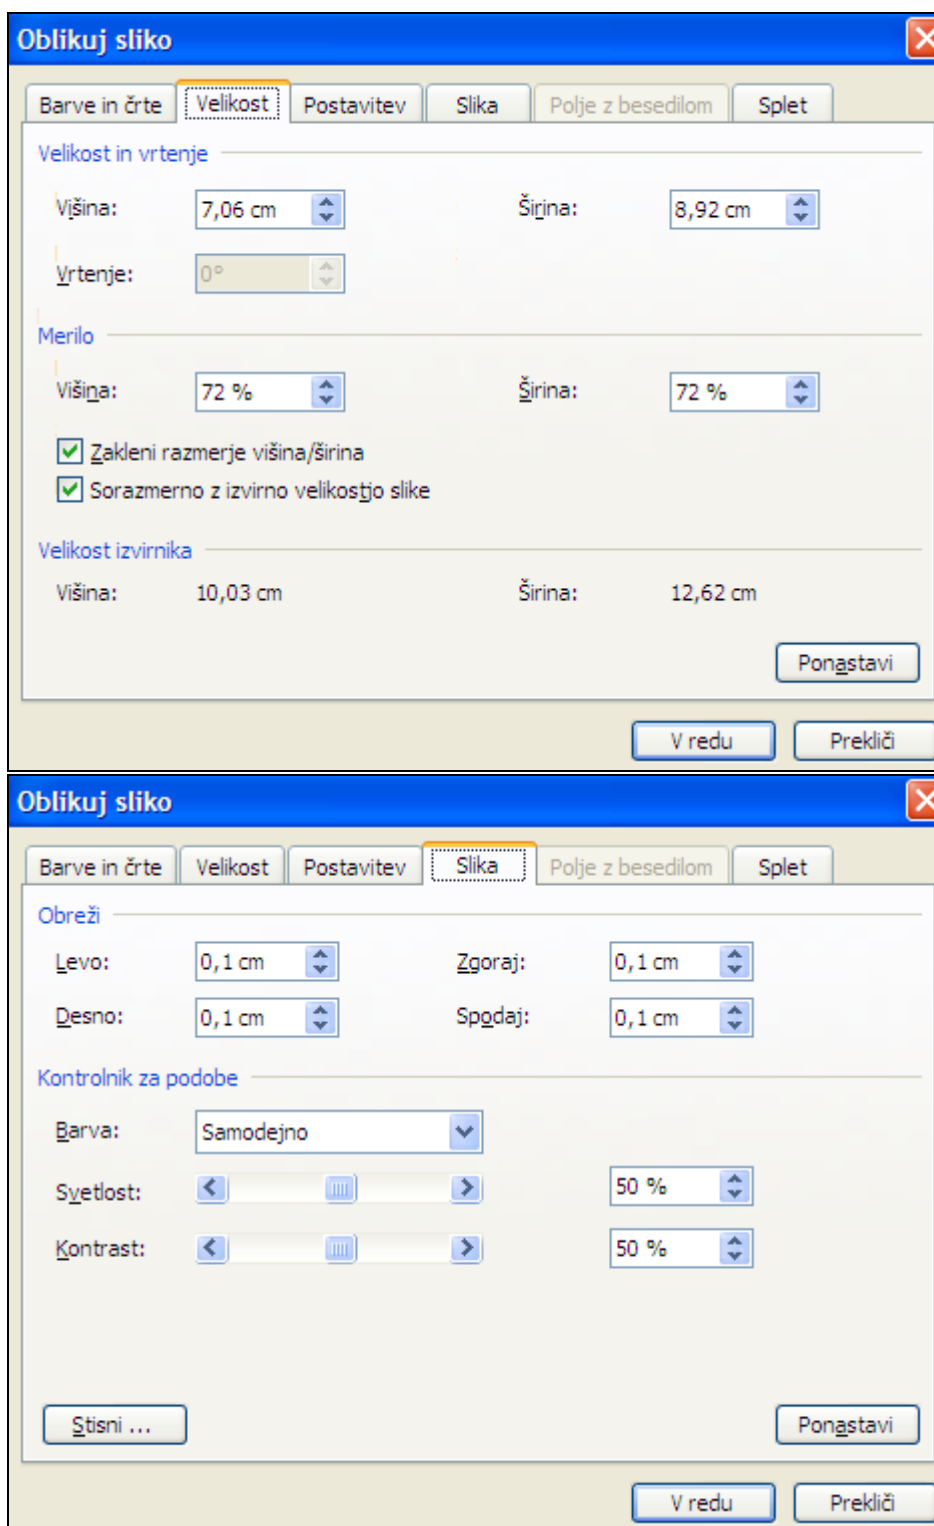 Oblikuj sliko
Barve in črte Velikost Postavitev Slika Polje z besedilom Splet
Velikost in vrtenje
Višina: 7,06 cm Širina: 8,92 cm
Vrtenje: 0°
Merilo
Višina: 72 % Širina: 72 %
Zakleni razmerje višina/širina
Sorazmerno z izvirno velikostjo slike
Velikost izvirnika
Višina: 10,03 cm Širina: 12,62 cm
Ponastavi
V redu Prekliči
Oblikuj sliko
Barve in črte Velikost Postavitev Slika Polje z besedilom Splet
Obreži
Levo: 0,1 cm Zgoraj: 0,1 cm
Desno: 0,1 cm Spodaj: 0,1 cm
Kontrolnik za podobe
Barva: Samodejno
Svetlost: 50 %
Kontrast: 50 %
Stisni ... Ponastavi
V redu Prekliči